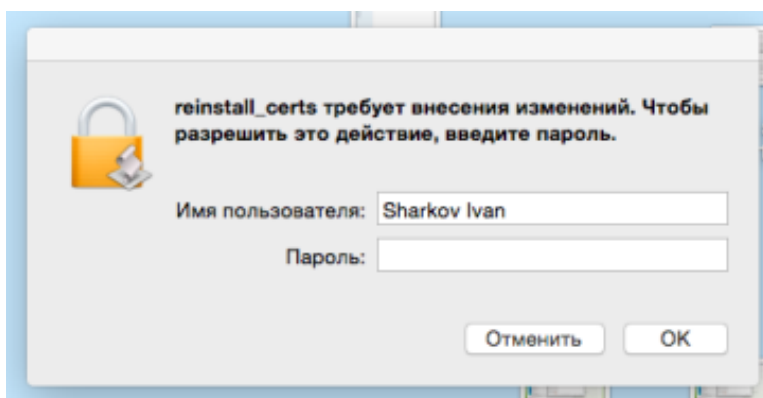 reinstall_certs требует внесения изменений. Чтобы
разрешить это действие, введите пароль.
Имя пользователя: Sharkov Ivan
Пароль:
Отменить OK